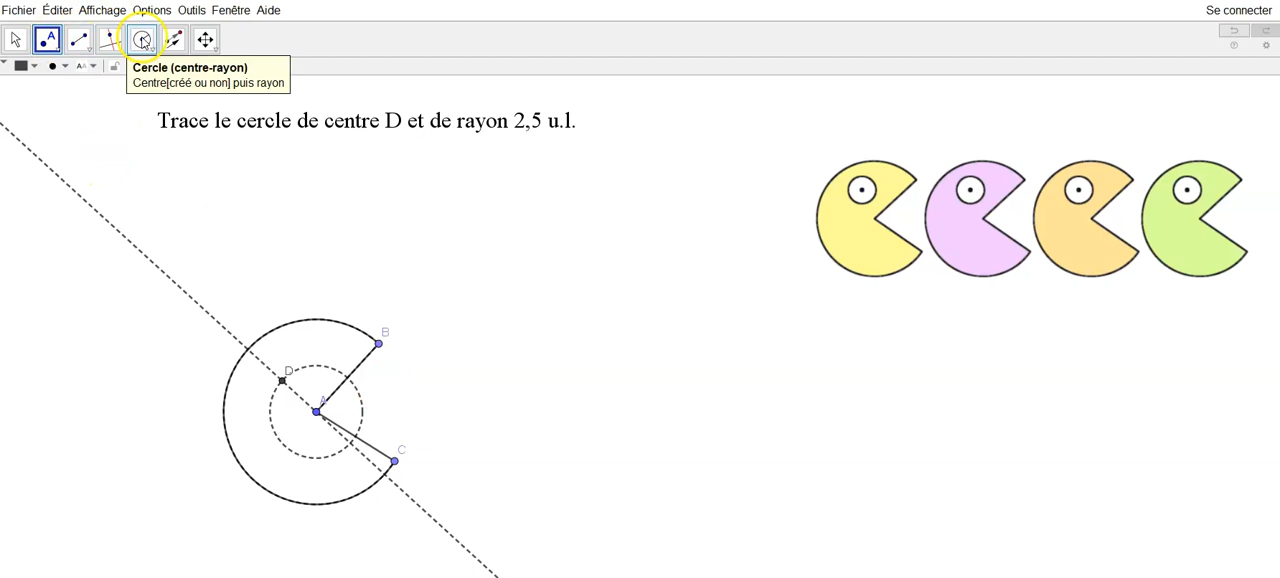 Fichier Éditer Affichage Options Outils Fenêtre Aide Se connecter
A
AA
Cercle (centre-rayon)
Centre[créé ou non] puis rayon
Trace le cercle de centre D et de rayon 2,5 u.l.
B
D
A
C